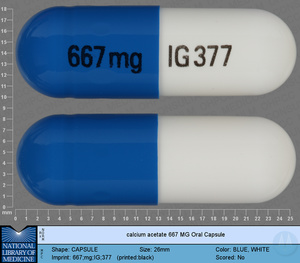 667 mg IG 377
mm
calcium acetate 667 MG Oral Capsule
NATIONAL
LIBRARY OF
MEDICINE
Shape: CAPSULE Size: 26mm Color: BLUE, WHITE
Imprint: 667;mg;IG;377 (printed:black) Scored: No